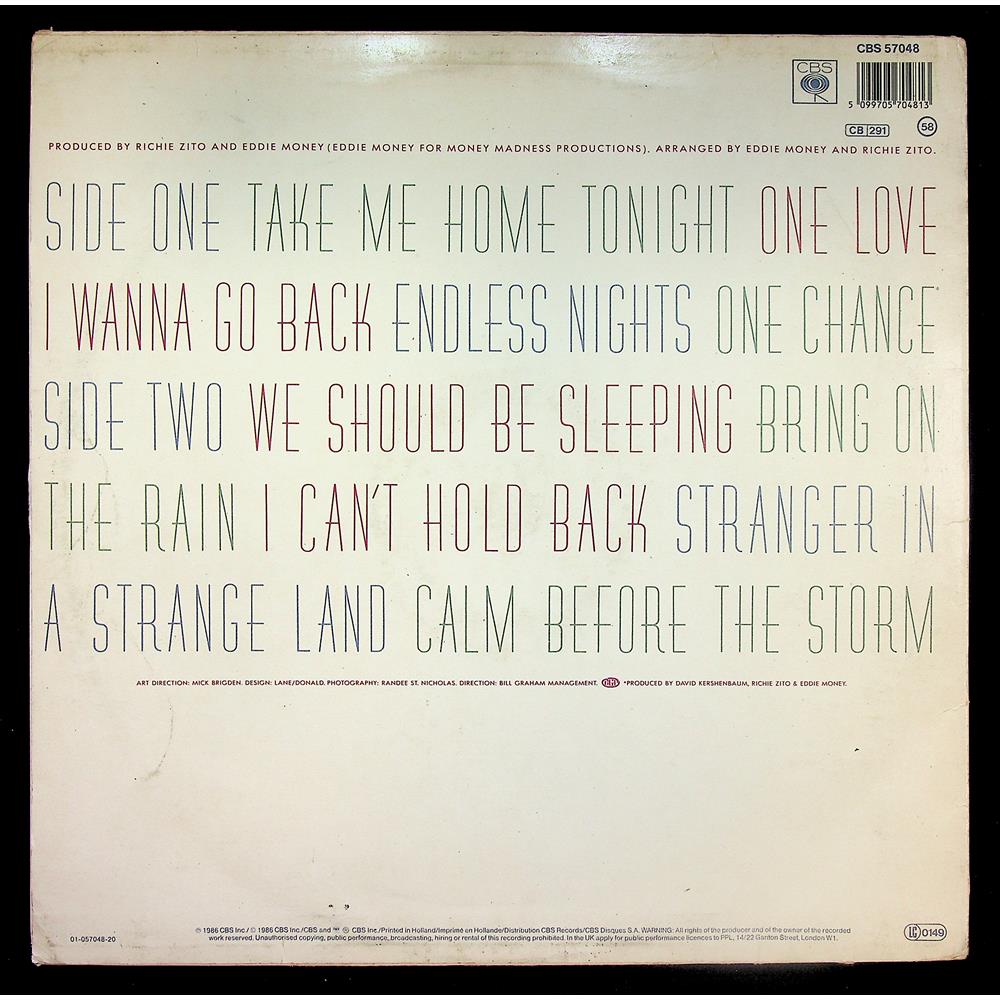 CBS 57048
CBS
5 099705 704813
CB 291
58
PRODUCED BY RICHIE ZITO AND EDDIE MONEY (EDDIE MONEY FOR MONEY MADNESS PRODUCTIONS). ARRANGED BY EDDIE MONEY AND RICHIE ZITO.
SIDE ONE TAKE ME HOME TONIGHT ONE LOVE
I WANNA GO BACK ENDLESS NIGHTS ONE CHANCE*
SIDE TWO WE SHOULD BE SLEEPING BRING ON
THE RAIN I CAN'T HOLD BACK STRANGER IN
A STRANGE LAND CALM BEFORE THE STORM
ART DIRECTION: MICK BRIGDEN. DESIGN: LANE/DONALD. PHOTOGRAPHY: RANDEE ST. NICHOLAS. DIRECTION: BILL GRAHAM MANAGEMENT. *PRODUCED BY DAVID KERSHENBAUM, RICHIE ZITO & EDDIE MONEY.
01-057048-20
℗ 1986 CBS Inc./© 1986 CBS Inc./CBS and ® CBS Inc./Printed in Holland/Imprimé en Hollande/Distribution CBS Records/CBS Disques S.A. WARNING: All rights of the producer and of the owner of the recorded
work reserved. Unauthorised copying, public performance, broadcasting, hiring or rental of this recording prohibited. In the UK apply for public performance licences to PPL, 14/22 Ganton Street, London W1.
LC 0149